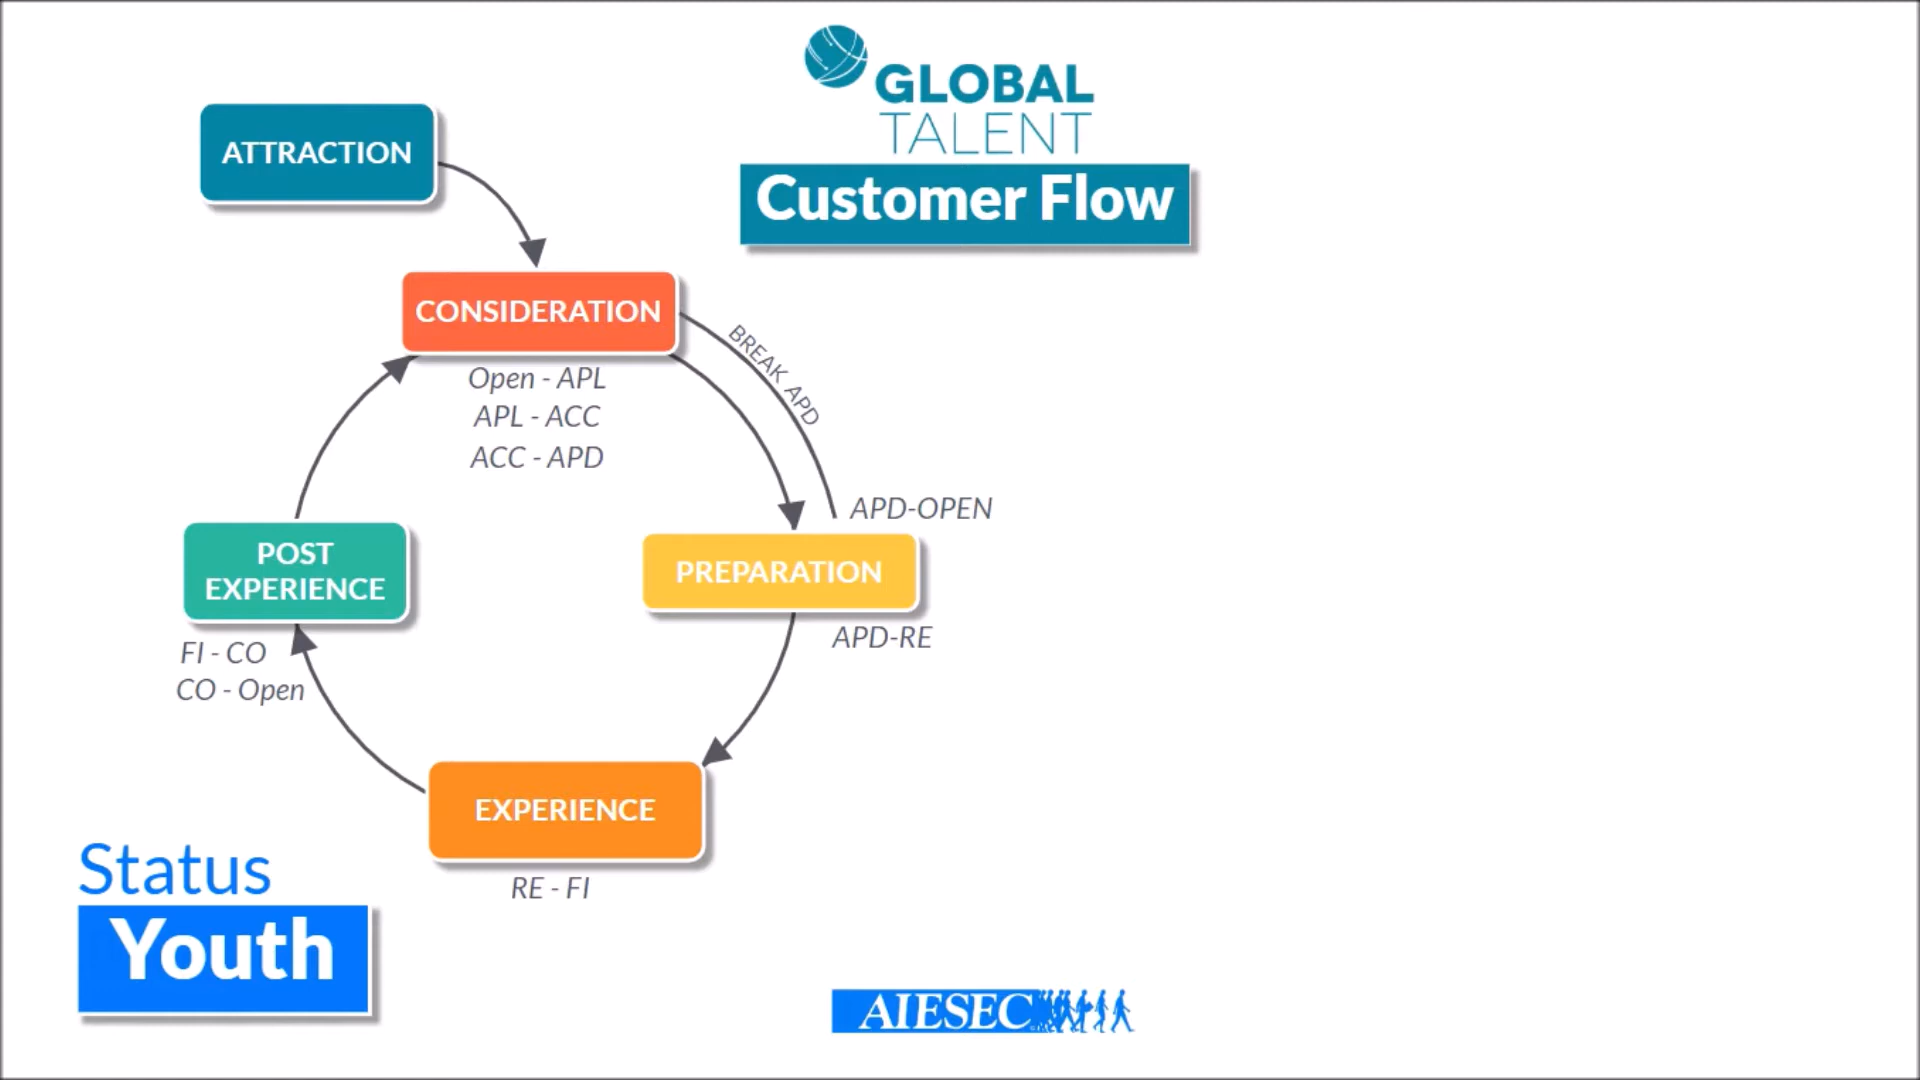 GLOBAL
TALENT
Customer Flow
ATTRACTION
CONSIDERATION
Open - APL
APL - ACC
ACC - APD
BREAK APD
APD-OPEN
PREPARATION
APD-RE
POST
EXPERIENCE
FI - CO
CO - Open
EXPERIENCE
RE - FI
Status
Youth
AIESEC